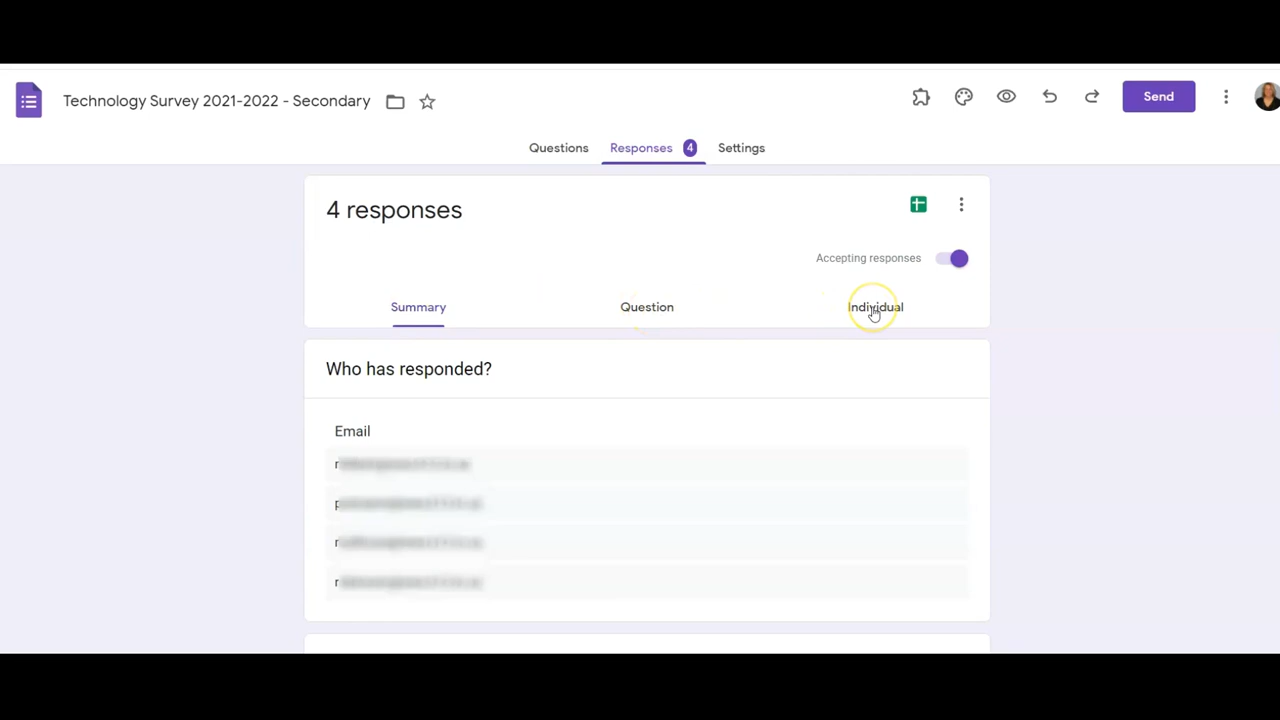 Technology Survey 2021-2022 - Secondary
Send
Questions
Responses 4
Settings
4 responses
Accepting responses
Summary
Question
Individual
Who has responded?
Email